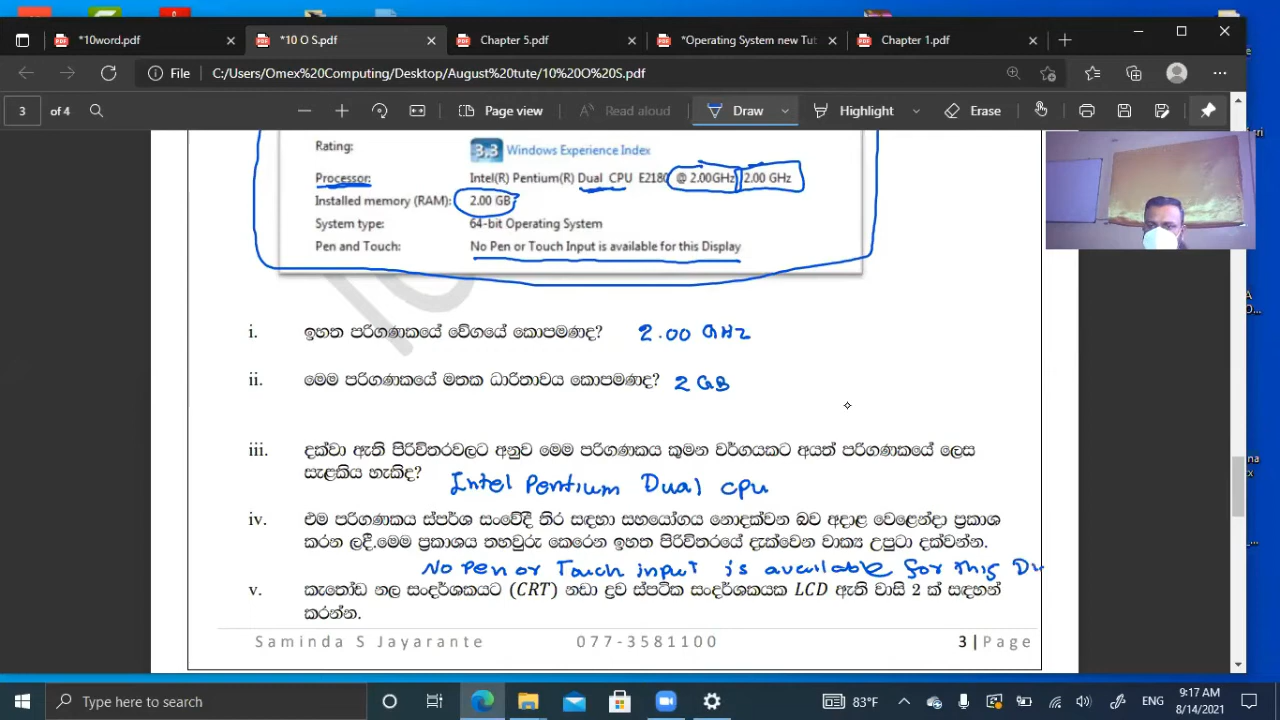 *10word.pdf
*10 O S.pdf
Chapter 5.pdf
*Operating System new Tut
Chapter 1.pdf
File
C:/Users/Omex%20Computing/Desktop/August%20tute/10%20O%20S.pdf
3 of 4
Page view
Read aloud
Draw
Highlight
Erase
Rating:
3.3 Windows Experience Index
Processor: Intel(R) Pentium(R) Dual CPU E2180 @ 2.00GHz 2.00 GHz
Installed memory (RAM): 2.00 GB
System type: 64-bit Operating System
Pen and Touch: No Pen or Touch Input is available for this Display
i. ඉහත පරිගණකයේ වේගයේ කොපමණද? 2.00 GHz
ii. මෙම පරිගණකයේ මතක ධාරිතාවය කොපමණද? 2 GB
iii. දක්වා ඇති පිරිවිතරවලට අනුව මෙම පරිගණකය කුමන වර්ගයකට අයත් පරිගණකයේ ලෙස
සැළකිය හැකිද? Intel Pentium Dual cpu
iv. එම පරිගණකය ස්පර්ශ සංවේදී තිර සඳහා සහයෝගය නොදක්වන බව අදාළ වෙළෙන්දා ප්‍රකාශ
කරන ලදී.මෙම ප්‍රකාශය තහවුරු කෙරෙන ඉහත පිරිවිතරයේ දැක්වෙන වාක්‍ය උපුටා දක්වන්න.
No Pen or Touch input is available for this Di
v. කැතෝඩ නල සංදර්ශකයට (CRT) නඩා ද්‍රව ස්පටික සංදර්ශකයක LCD ඇති වාසි 2 ක් සඳහන්
කරන්න.
Saminda S Jayarante 077-3581100 3 | Page
Type here to search
83°F
ENG
9:17 AM
8/14/2021